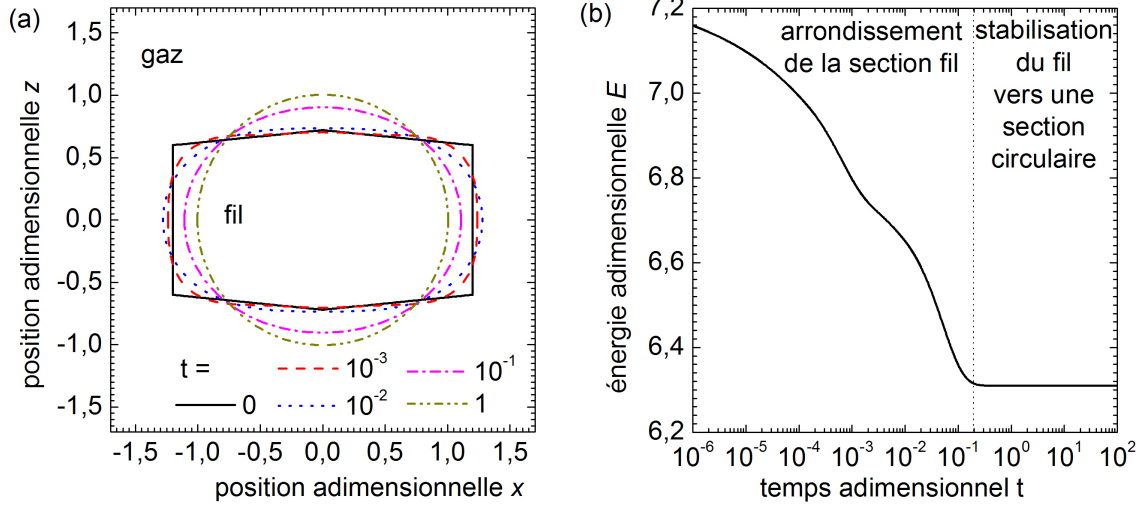 (a)
1,5
1,0
0,5
0,0
-0,5
-1,0
-1,5
position adimensionnelle z
gaz
fil
t =
0
10⁻³
10⁻²
10⁻¹
1
-1,5 -1,0 -0,5 0,0 0,5 1,0 1,5
position adimensionnelle x
(b)
7,2
7,0
6,8
6,6
6,4
6,2
énergie adimensionnelle E
arrondissement
de la section fil
stabilisation
du fil
vers une
section
circulaire
10⁻⁶ 10⁻⁵ 10⁻⁴ 10⁻³ 10⁻² 10⁻¹ 10⁰ 10¹ 10²
temps adimensionnel t